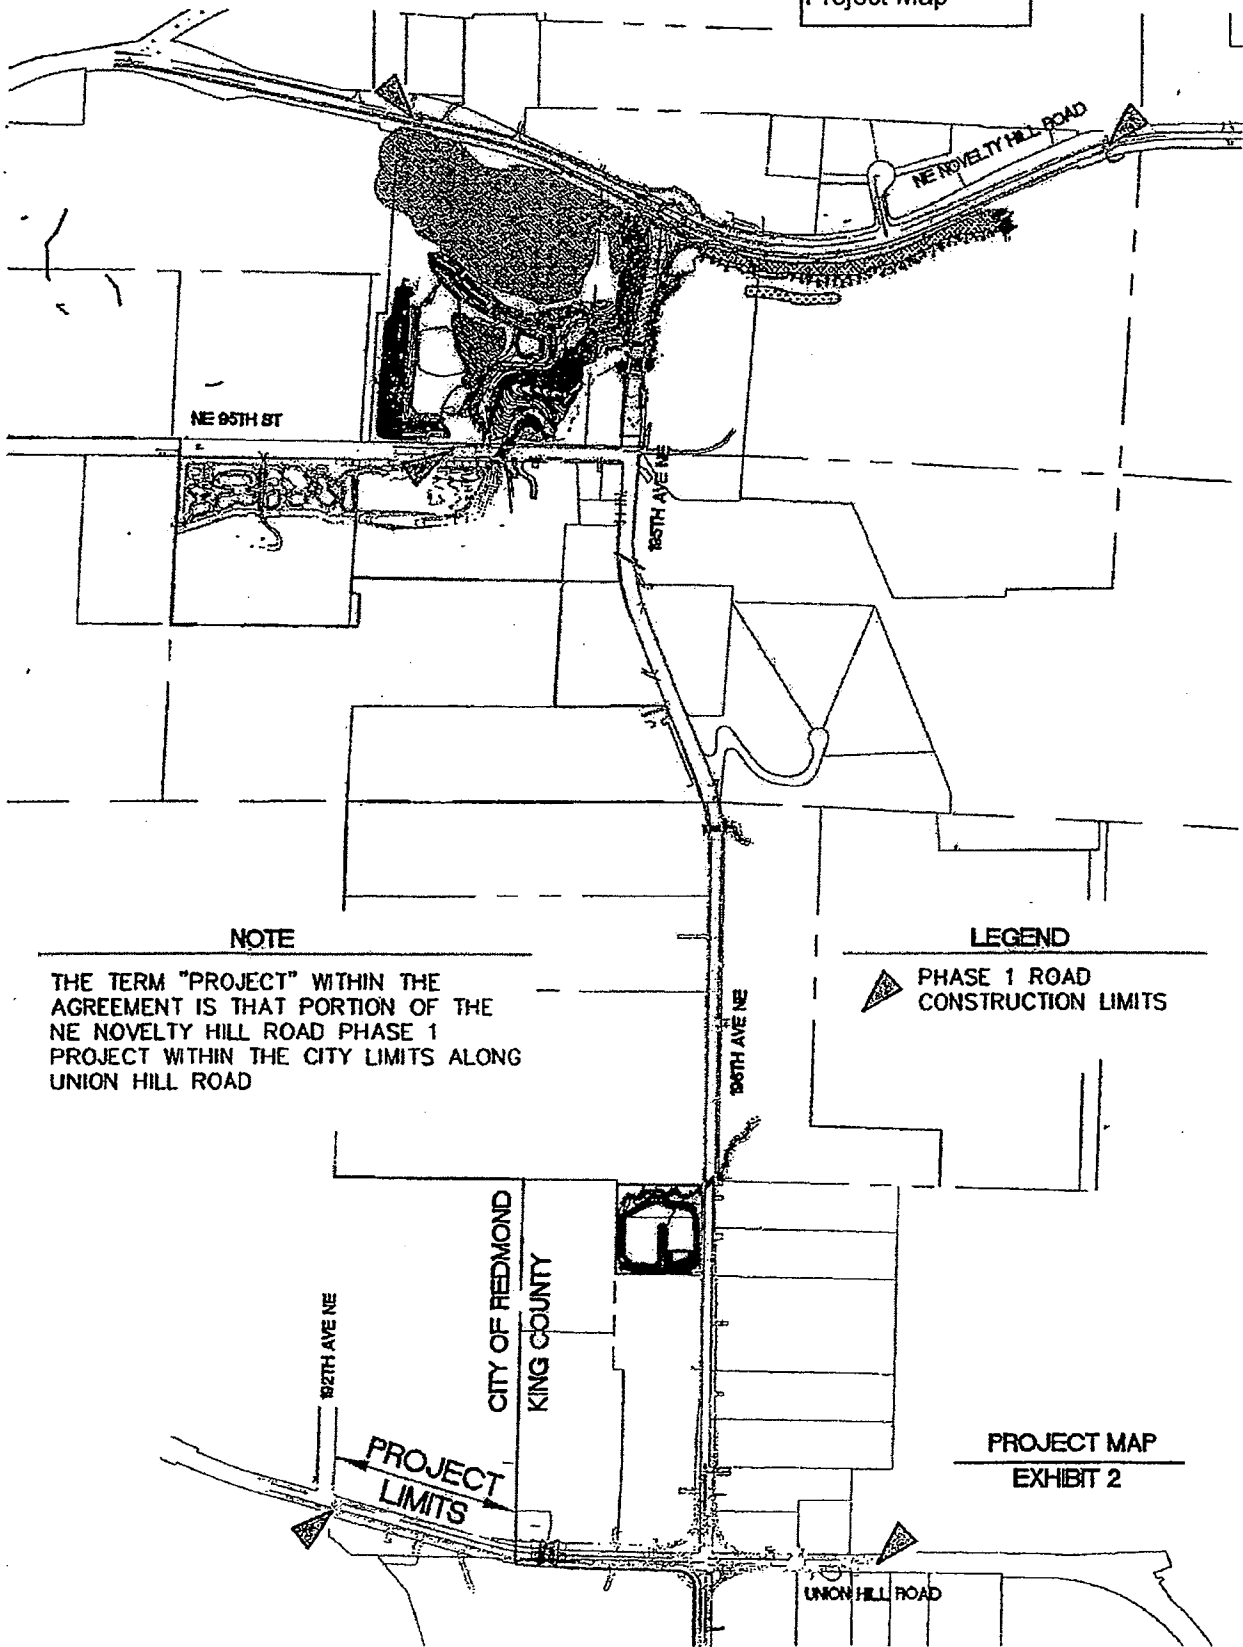 Project Map
NE NOVELTY HILL ROAD
NE 95TH ST
195TH AVE NE
NOTE
THE TERM "PROJECT" WITHIN THE
AGREEMENT IS THAT PORTION OF THE
NE NOVELTY HILL ROAD PHASE 1
PROJECT WITHIN THE CITY LIMITS ALONG
UNION HILL ROAD
LEGEND
PHASE 1 ROAD
CONSTRUCTION LIMITS
196TH AVE NE
CITY OF REDMOND
KING COUNTY
192TH AVE NE
PROJECT
LIMITS
PROJECT MAP
EXHIBIT 2
UNION HILL ROAD